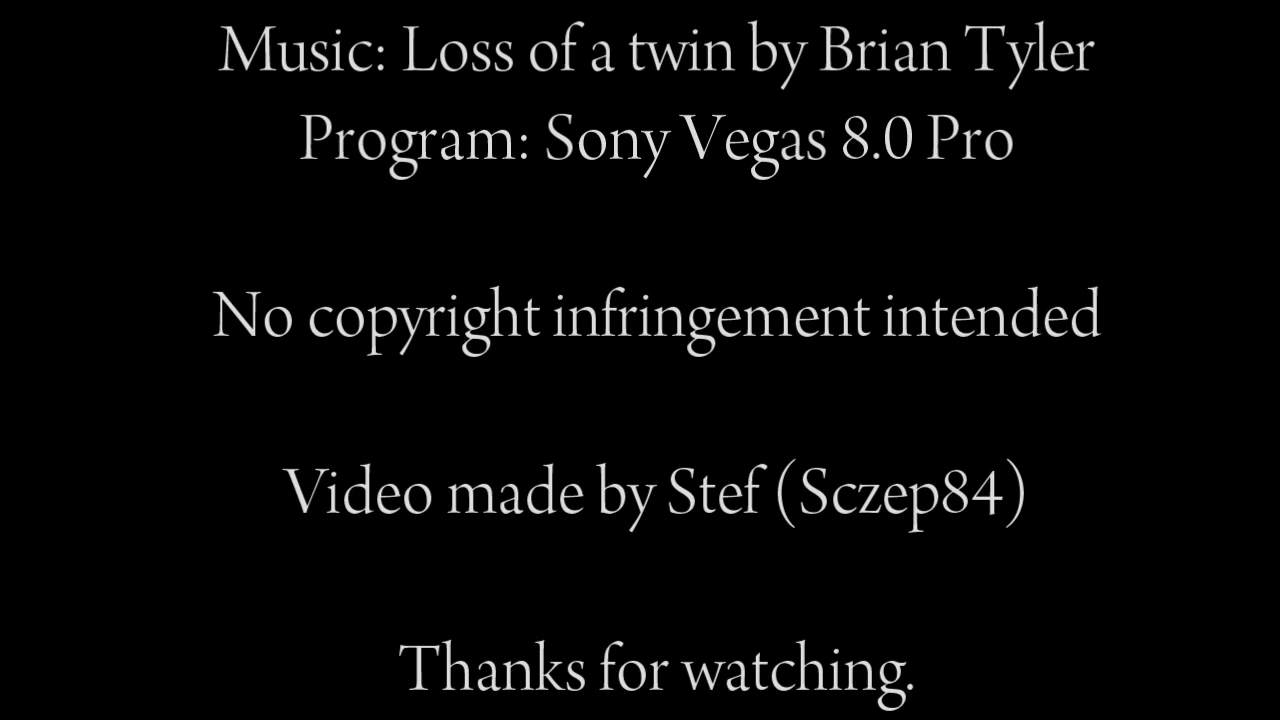 Music: Loss of a twin by Brian Tyler
Program: Sony Vegas 8.0 Pro
No copyright infringement intended
Video made by Stef (Sczep84)
Thanks for watching.